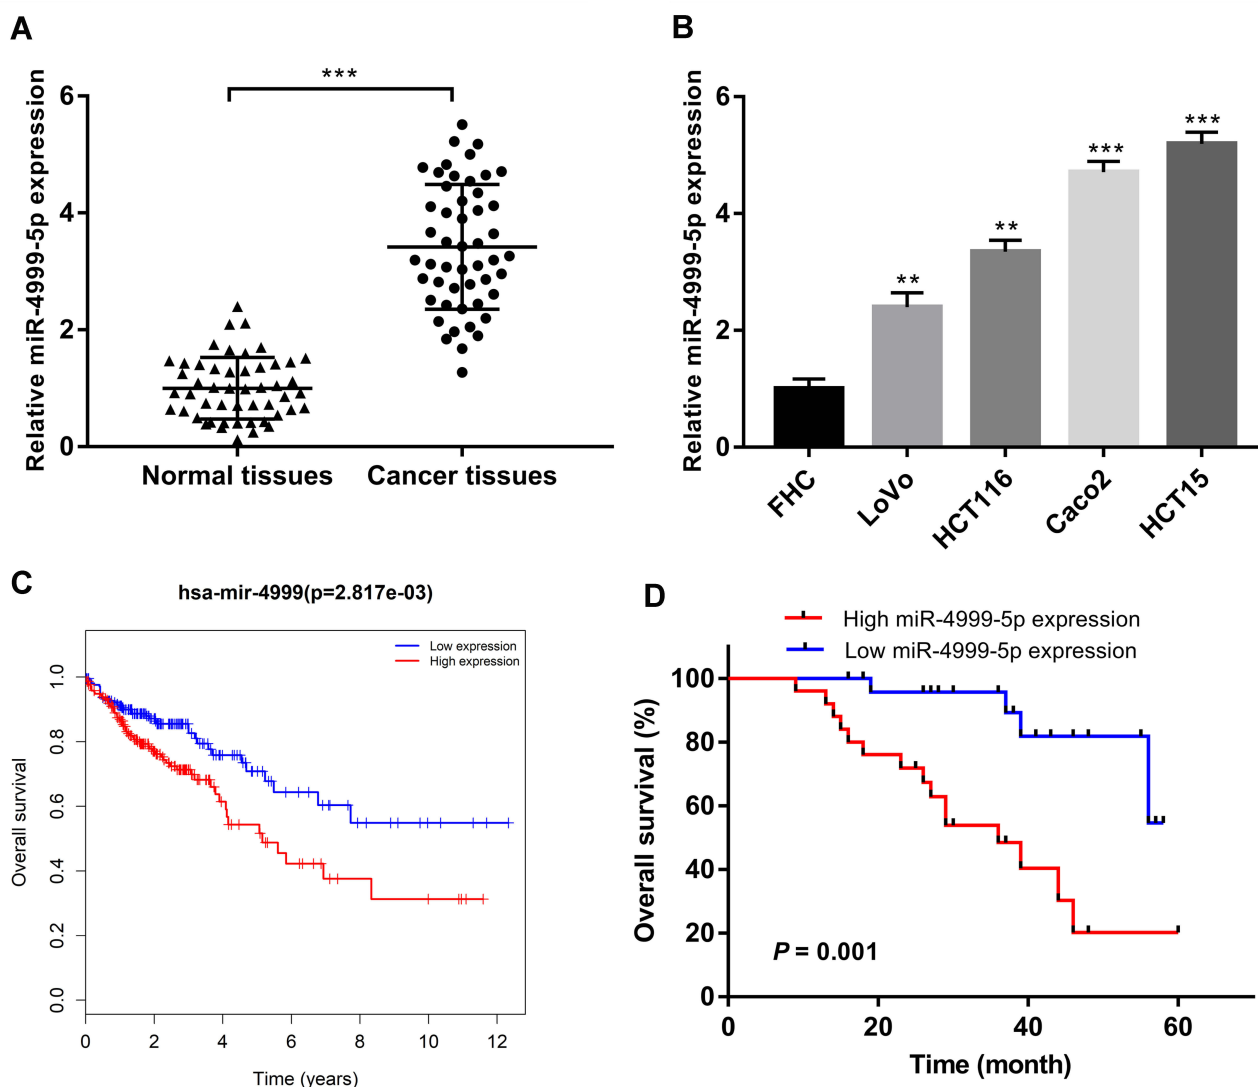 A
Relative miR-4999-5p expression
6
4
2
0
***
Normal tissues
Cancer tissues
B
Relative miR-4999-5p expression
6
4
2
0
**
**
***
***
FHC
LoVo
HCT116
Caco2
HCT15
C
hsa-mir-4999(p=2.817e-03)
Low expression
High expression
Overall survival
1.0
0.8
0.6
0.4
0.2
0.0
0 2 4 6 8 10 12
Time (years)
D
High miR-4999-5p expression
Low miR-4999-5p expression
Overall survival (%)
100
80
60
40
20
0
P = 0.001
0 20 40 60
Time (month)